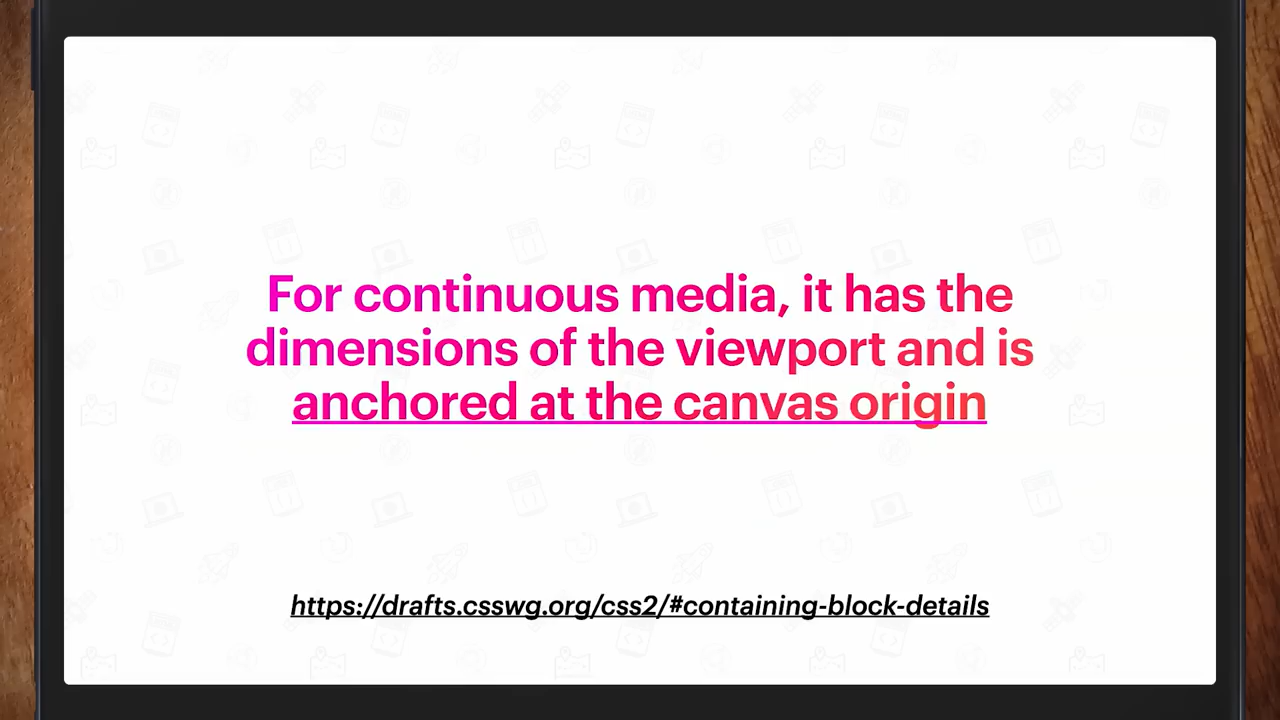 For continuous media, it has the
dimensions of the viewport and is
anchored at the canvas origin
https://drafts.csswg.org/css2/#containing-block-details